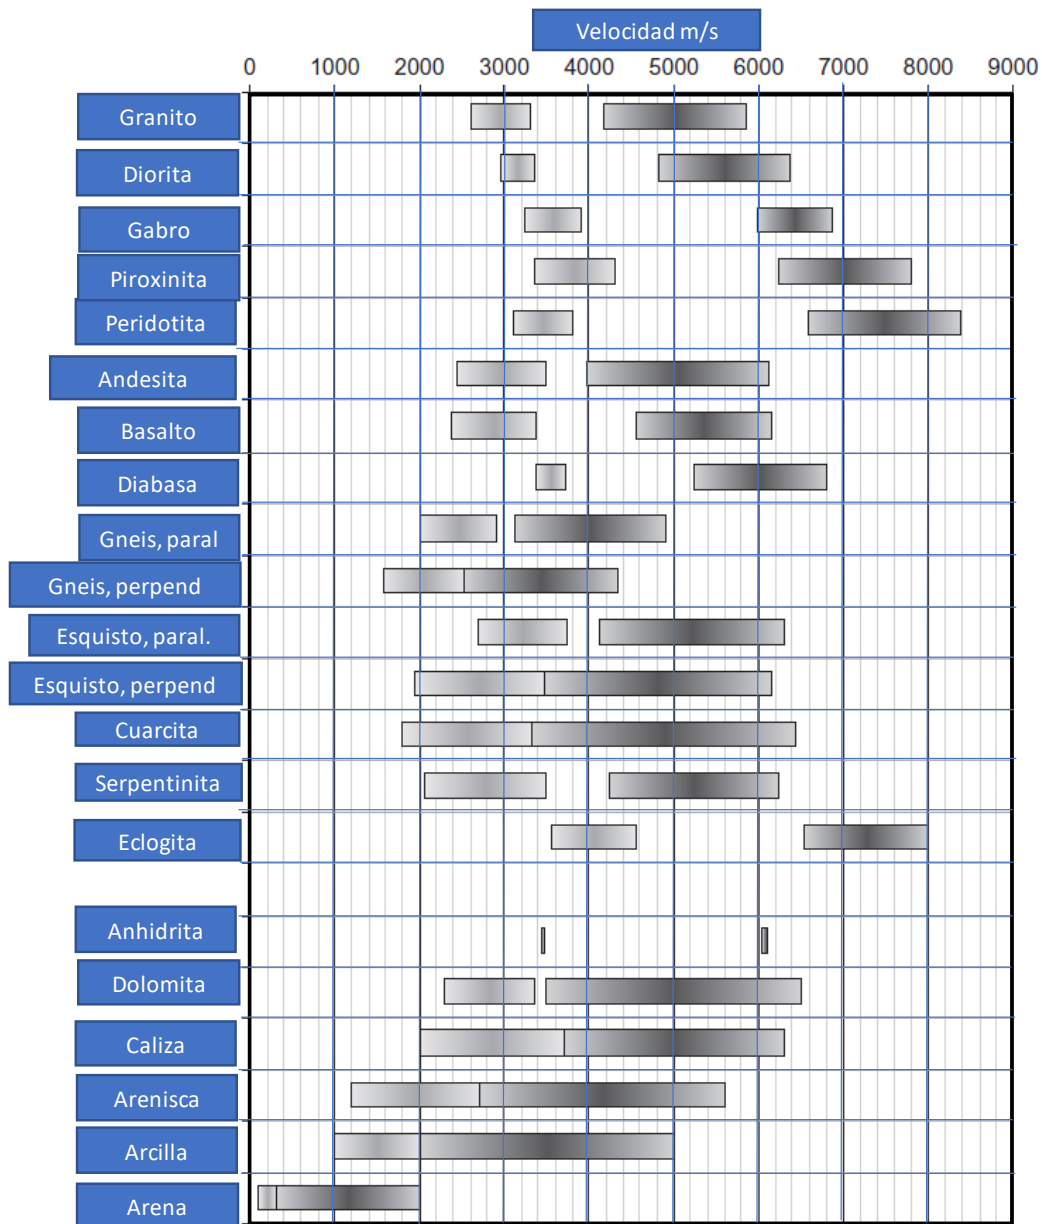 Velocidad m/s
0 1000 2000 3000 4000 5000 6000 7000 8000 9000
Granito
Diorita
Gabro
Piroxinita
Peridotita
Andesita
Basalto
Diabasa
Gneis, paral
Gneis, perpend
Esquisto, paral.
Esquisto, perpend
Cuarcita
Serpentinita
Eclogita
Anhidrita
Dolomita
Caliza
Arenisca
Arcilla
Arena